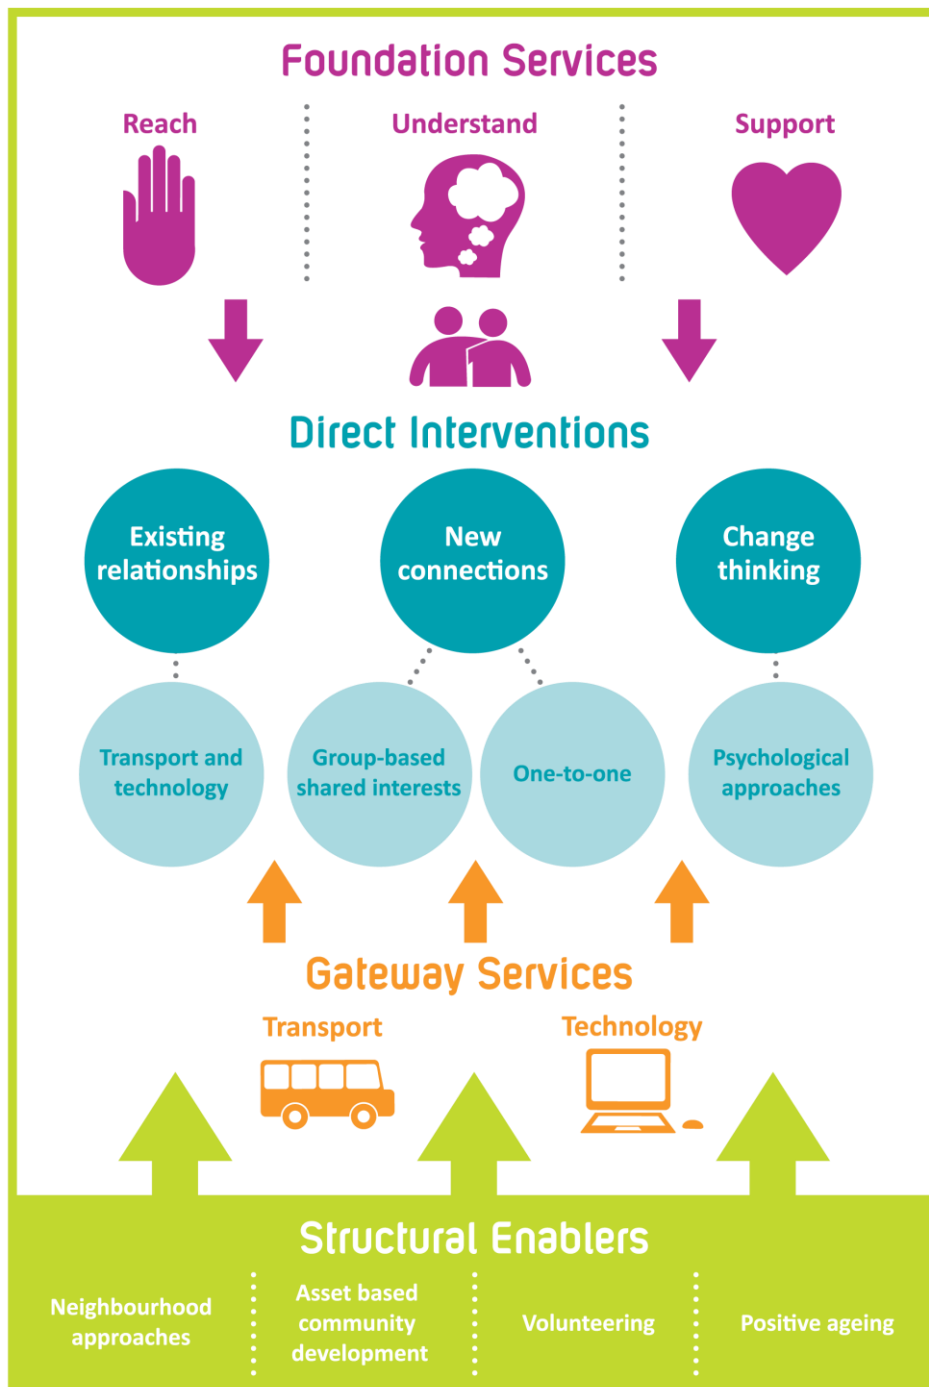 Foundation Services
Reach
Understand
Support
Direct Interventions
Existing
relationships
New
connections
Change
thinking
Transport and
technology
Group-based
shared interests
One-to-one
Psychological
approaches
Gateway Services
Transport
Technology
Structural Enablers
Neighbourhood
approaches
Asset based
community
development
Volunteering
Positive ageing